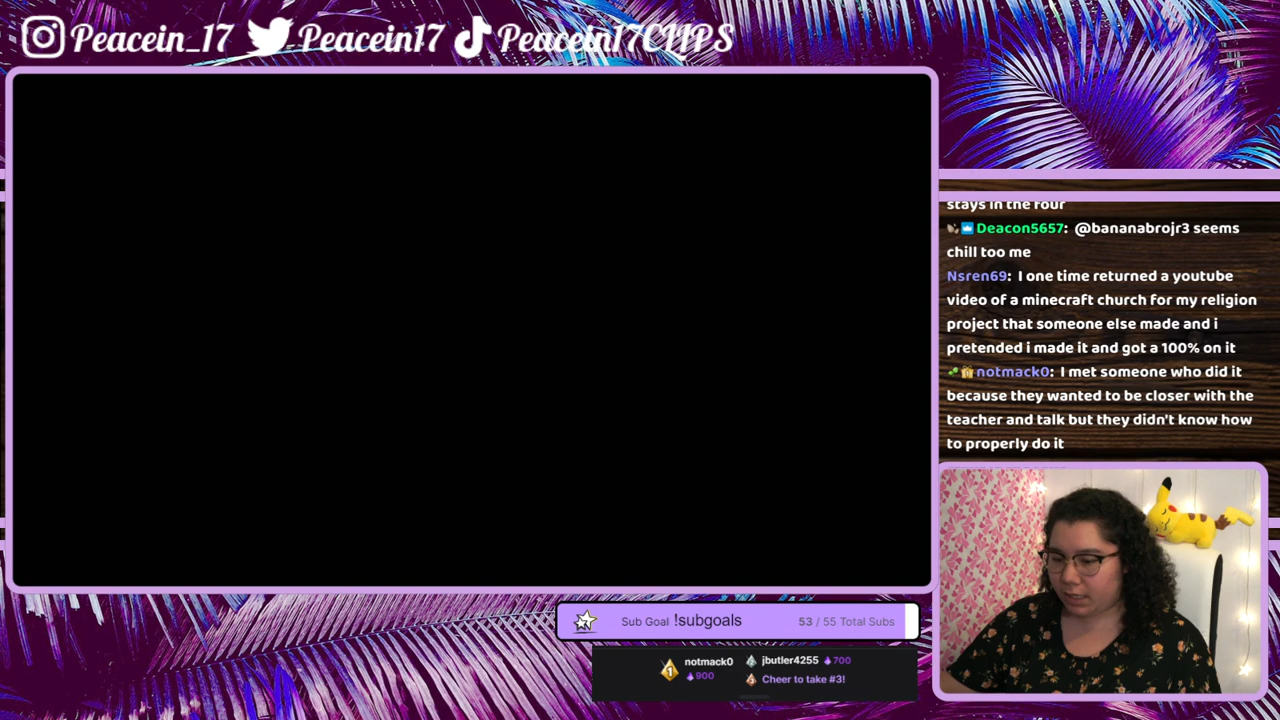 Peacein_17 Peacein17 Peacein17CLIPS
stays in the four
Deacon5657: @bananabrojr3 seems
chill too me
Nsren69: I one time returned a youtube
video of a minecraft church for my religion
project that someone else made and i
pretended i made it and got a 100% on it
notmack0: I met someone who did it
because they wanted to be closer with the
teacher and talk but they didn't know how
to properly do it
Sub Goal !subgoals 53 / 55 Total Subs
1 notmack0 900
2 jbutler4255 700
3 Cheer to take #3!